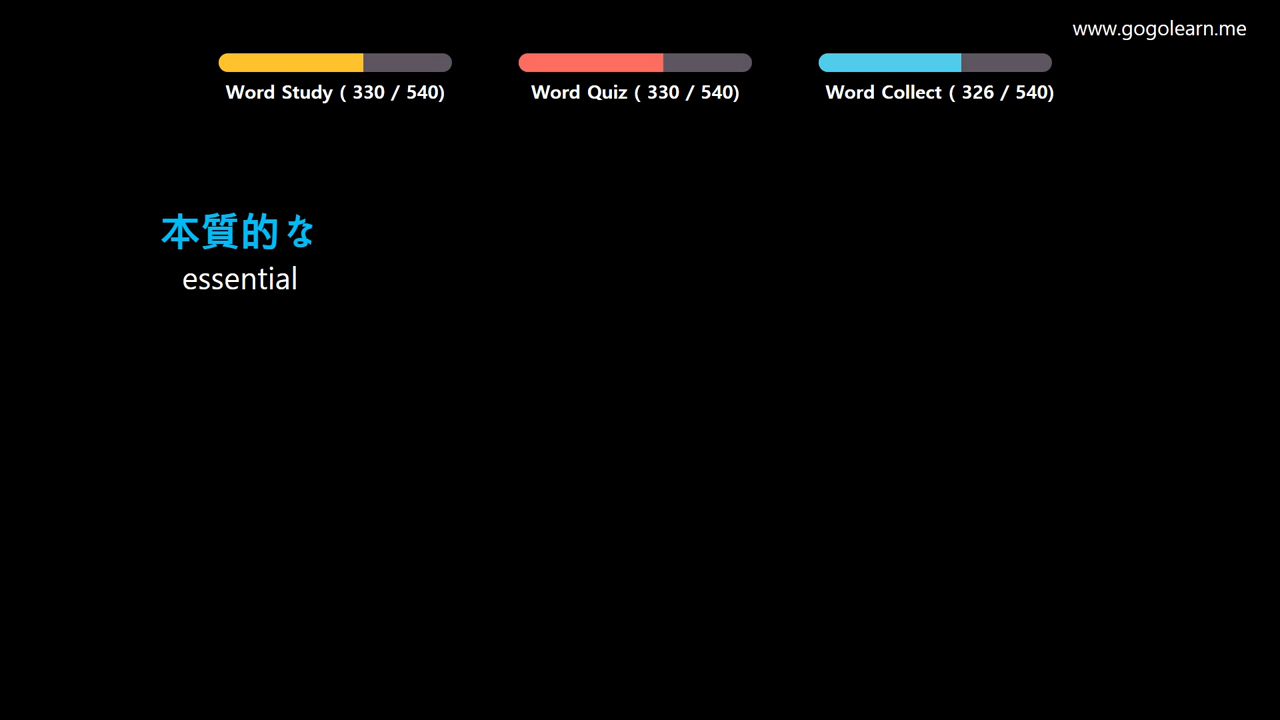 www.gogolearn.me
Word Study ( 330 / 540)
Word Quiz ( 330 / 540)
Word Collect ( 326 / 540)
本質的な
essential